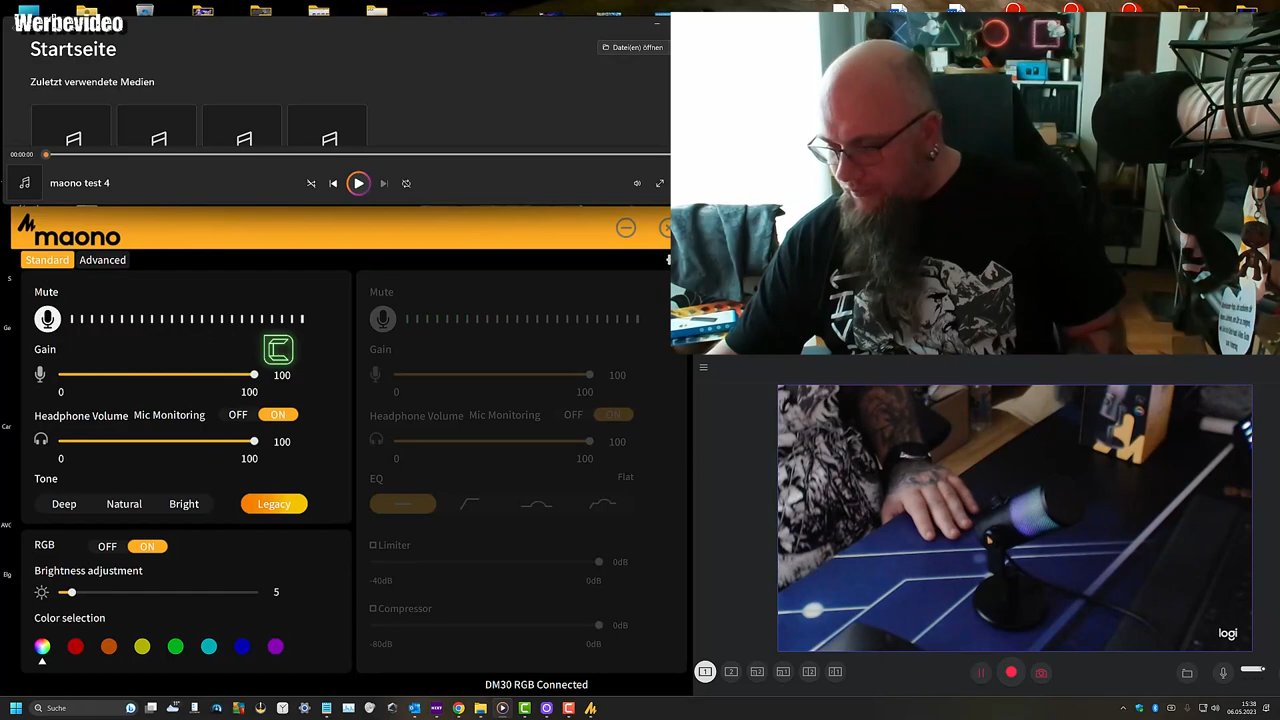 Werbevideo
Startseite
Datei(en) öffnen
Zuletzt verwendete Medien
00:00:00
maono test 4
maono
Standard
Advanced
Mute
Gain
100
0
100
Headphone Volume
Mic Monitoring
OFF
ON
100
0
100
Tone
Deep
Natural
Bright
Legacy
RGB
OFF
ON
Brightness adjustment
5
Color selection
Mute
Gain
100
0
100
Headphone Volume
Mic Monitoring
OFF
ON
100
0
100
EQ
Flat
Limiter
0dB
-40dB
0dB
Compressor
0dB
-80dB
0dB
DM30 RGB Connected
logi
Suche
15:38
06.05.2023